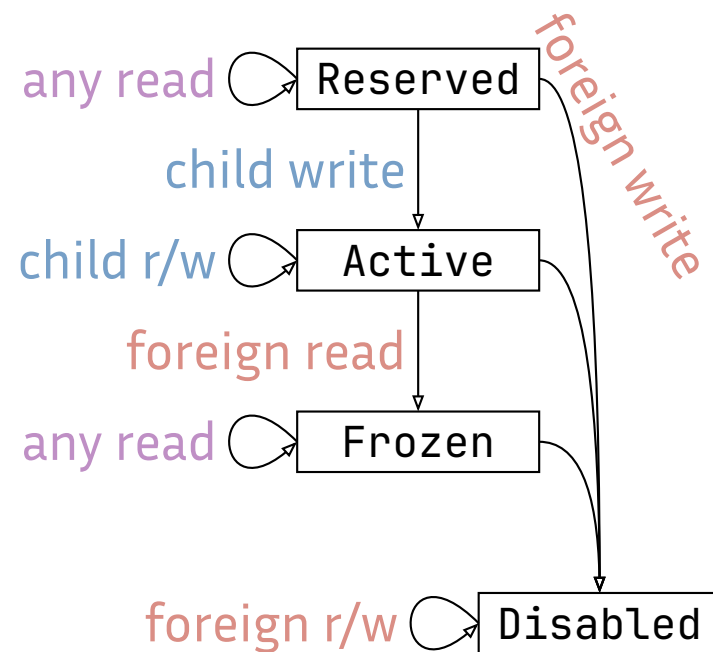 any read
Reserved
foreign write
child write
child r/w
Active
foreign read
any read
Frozen
foreign r/w
Disabled